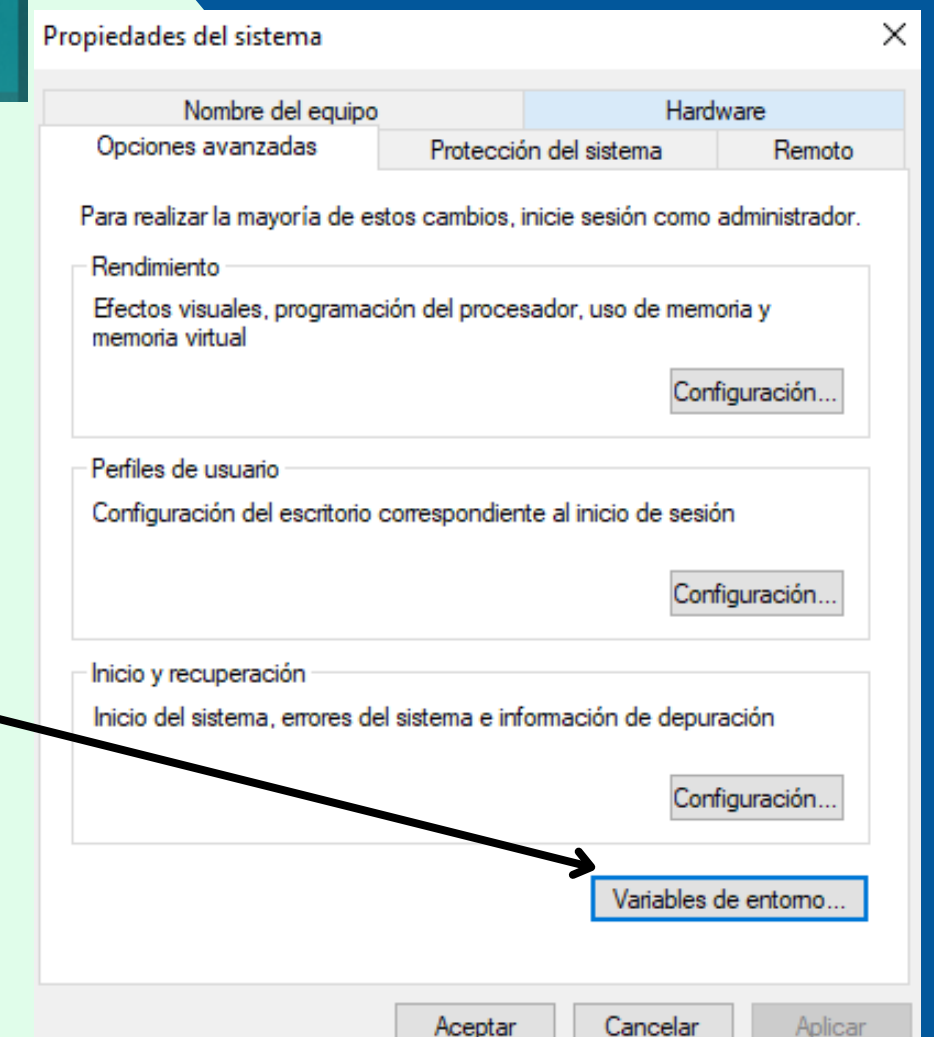 Propiedades del sistema
Nombre del equipo
Hardware
Opciones avanzadas
Protección del sistema
Remoto
Para realizar la mayoría de estos cambios, inicie sesión como administrador.
Rendimiento
Efectos visuales, programación del procesador, uso de memoria y
memoria virtual
Configuración...
Perfiles de usuario
Configuración del escritorio correspondiente al inicio de sesión
Configuración...
Inicio y recuperación
Inicio del sistema, errores del sistema e información de depuración
Configuración...
Variables de entorno...
Aceptar
Cancelar
Aplicar